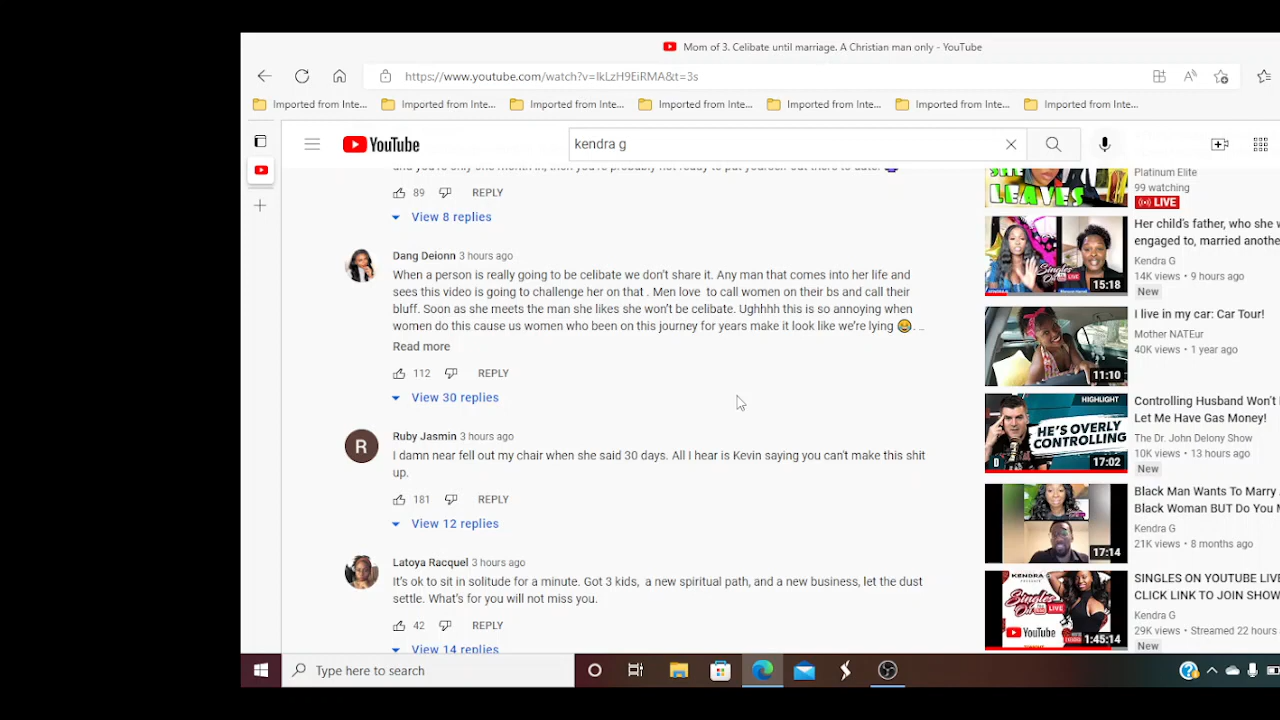 Mom of 3. Celibate until marriage. A Christian man only - YouTube
https://www.youtube.com/watch?v=IkLzH9EiRMA&t=3s
Imported from Inte...
Imported from Inte...
Imported from Inte...
Imported from Inte...
Imported from Inte...
Imported from Inte...
Imported from Inte...
YouTube
kendra g
89
REPLY
View 8 replies
Dang Deionn 3 hours ago
When a person is really going to be celibate we don't share it. Any man that comes into her life and
sees this video is going to challenge her on that . Men love to call women on their bs and call their
bluff. Soon as she meets the man she likes she won't be celibate. Ughhhh this is so annoying when
women do this cause us women who been on this journey for years make it look like we're lying 😂. ..
Read more
112
REPLY
View 30 replies
R
Ruby Jasmin 3 hours ago
I damn near fell out my chair when she said 30 days. All I hear is Kevin saying you can't make this shit
up.
181
REPLY
View 12 replies
Latoya Racquel 3 hours ago
It's ok to sit in solitude for a minute. Got 3 kids, a new spiritual path, and a new business, let the dust
settle. What's for you will not miss you.
42
REPLY
View 14 replies
LEAVES
Platinum Elite
99 watching
LIVE
15:18
Her child's father, who she w
engaged to, married anothe
Kendra G
14K views • 9 hours ago
New
11:10
I live in my car: Car Tour!
Mother NATEur
40K views • 1 year ago
HIGHLIGHT
HE'S OVERLY
CONTROLLING
17:02
Controlling Husband Won't
Let Me Have Gas Money!
The Dr. John Delony Show
10K views • 13 hours ago
New
17:14
Black Man Wants To Marry
Black Woman BUT Do You
Kendra G
21K views • 8 months ago
KENDRA
Singles
YouTube
1:45:14
SINGLES ON YOUTUBE LIV
CLICK LINK TO JOIN SHOW
Kendra G
29K views • Streamed 22 hours
New
Type here to search